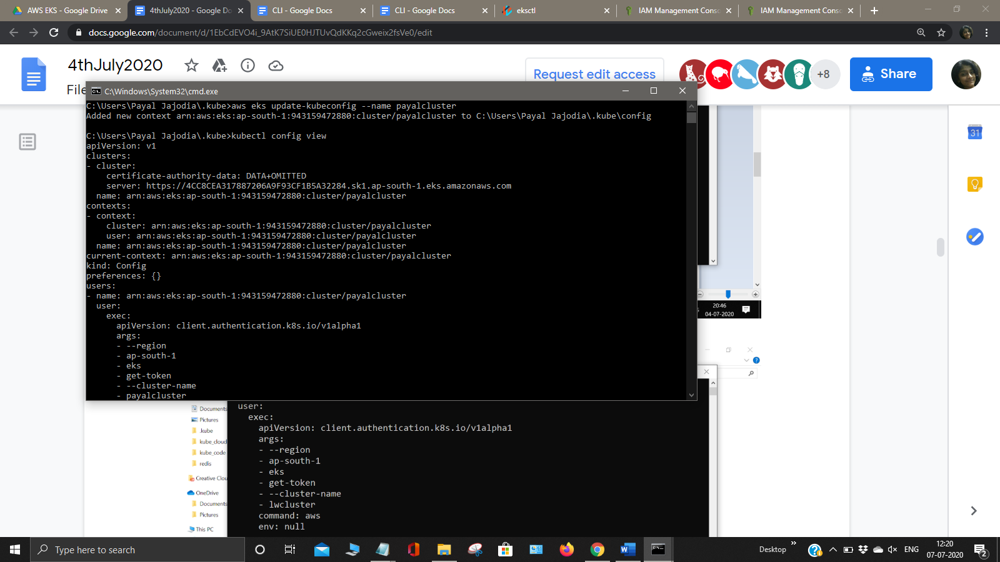 AWS EKS - Google Drive
4thJuly2020 - Google Do
CLI - Google Docs
CLI - Google Docs
eksctl
IAM Management Conso
IAM Management Conso
docs.google.com/document/d/1EbCdEVO4i_9AtK7SiUE0HJTUvQdKKq2cGweix2fsVe0/edit
4thJuly2020
Request edit access
+8
Share
File
C:\Windows\System32\cmd.exe
C:\Users\Payal Jajodia\.kube>aws eks update-kubeconfig --name payalcluster
Added new context arn:aws:eks:ap-south-1:943159472880:cluster/payalcluster to C:\Users\Payal Jajodia\.kube\config
C:\Users\Payal Jajodia\.kube>kubectl config view
apiVersion: v1
clusters:
- cluster:
    certificate-authority-data: DATA+OMITTED
    server: https://4CC8CEA317887206A9F93CF1B5A32284.sk1.ap-south-1.eks.amazonaws.com
  name: arn:aws:eks:ap-south-1:943159472880:cluster/payalcluster
contexts:
- context:
    cluster: arn:aws:eks:ap-south-1:943159472880:cluster/payalcluster
    user: arn:aws:eks:ap-south-1:943159472880:cluster/payalcluster
  name: arn:aws:eks:ap-south-1:943159472880:cluster/payalcluster
current-context: arn:aws:eks:ap-south-1:943159472880:cluster/payalcluster
kind: Config
preferences: {}
users:
- name: arn:aws:eks:ap-south-1:943159472880:cluster/payalcluster
  user:
    exec:
      apiVersion: client.authentication.k8s.io/v1alpha1
      args:
      - --region
      - ap-south-1
      - eks
      - get-token
      - --cluster-name
      - payalcluster
31
20:46
04-07-2020
Documents
Pictures
.kube
kube_cloud
kube_code
redis
Creative Clou
OneDrive
Documents
Pictures
This PC
user:
  exec:
    apiVersion: client.authentication.k8s.io/v1alpha1
    args:
    - --region
    - ap-south-1
    - eks
    - get-token
    - --cluster-name
    - lwcluster
    command: aws
    env: null
Type here to search
Desktop
ENG
12:20
07-07-2020
2